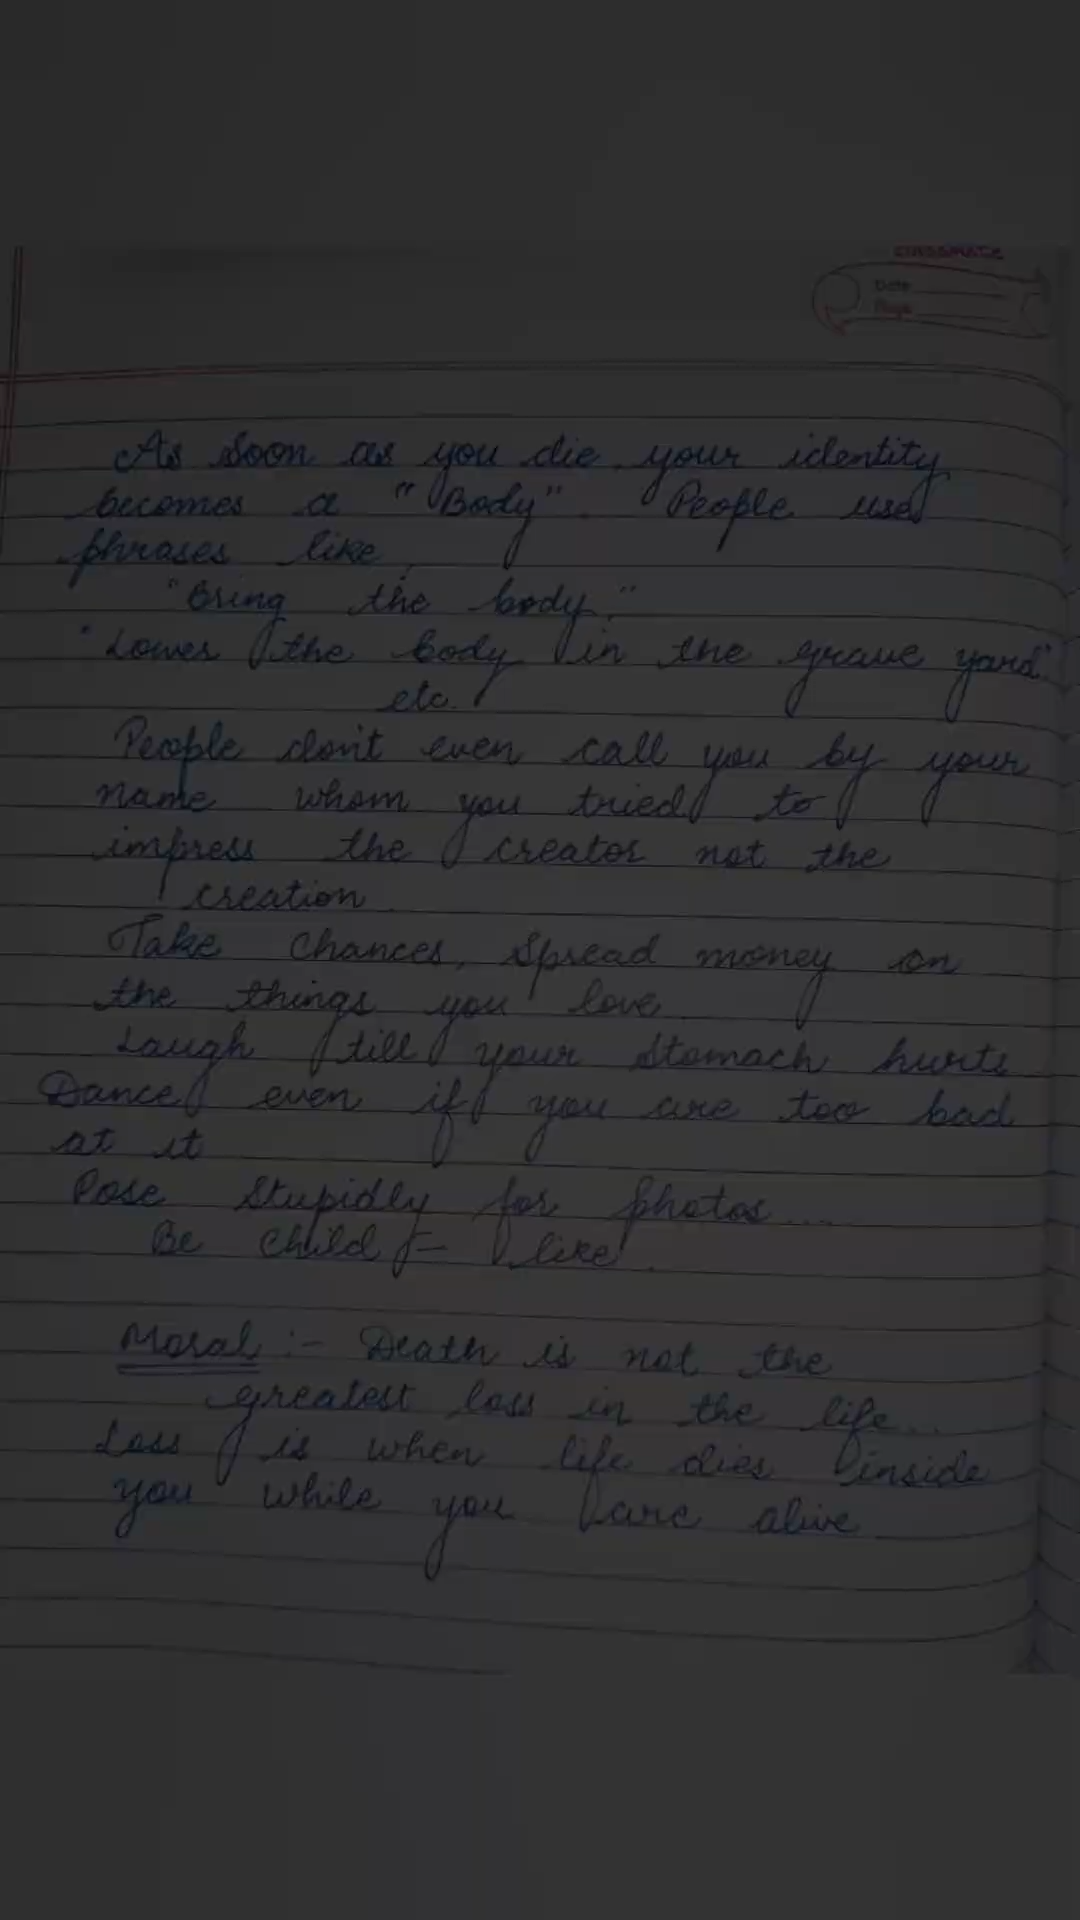 classmate
Date
Page
As soon as you die your identity
becomes a "Body". People use
phrases like,
"Bring the body."
"Lower the body in the grave yard"
etc.
People don't even call you by your
name whom you tried to
impress the creator not the
creation.
Take chances, spread money on
the things you love.
Laugh till your stomach hurts
Dance even if you are too bad
at it
Pose stupidly for photos....
Be child - like.
Moral :- Death is not the
greatest loss in the life...
Loss is when life dies inside
you while you are alive